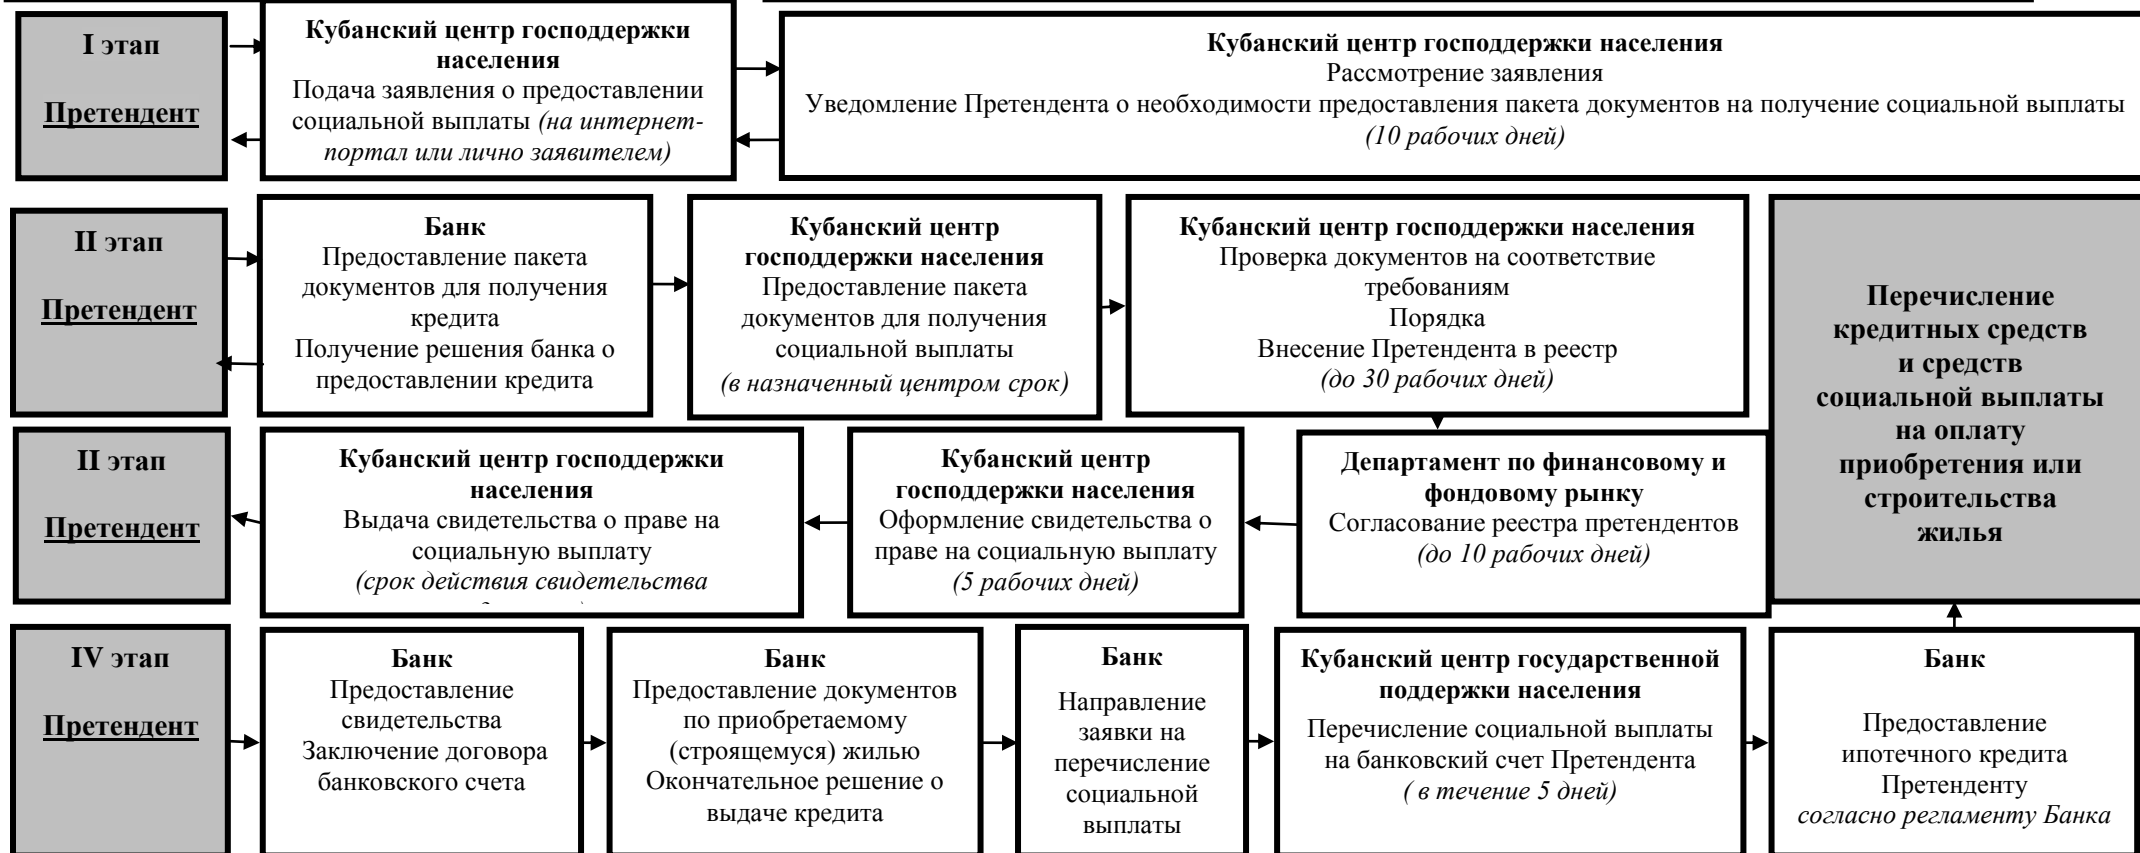 I этап
Претендент
Кубанский центр господдержки
населения
Подача заявления о предоставлении
социальной выплаты (на интернет-
портал или лично заявителем)
Кубанский центр господдержки населения
Рассмотрение заявления
Уведомление Претендента о необходимости предоставления пакета документов на получение социальной выплаты
(10 рабочих дней)
II этап
Претендент
Банк
Предоставление пакета
документов для получения
кредита
Получение решения банка о
предоставлении кредита
Кубанский центр
господдержки населения
Предоставление пакета
документов для получения
социальной выплаты
(в назначенный центром срок)
Кубанский центр господдержки населения
Проверка документов на соответствие
требованиям
Порядка
Внесение Претендента в реестр
(до 30 рабочих дней)
Перечисление
кредитных средств
и средств
социальной выплаты
на оплату
приобретения или
строительства
жилья
II этап
Претендент
Кубанский центр господдержки
населения
Выдача свидетельства о праве на
социальную выплату
(срок действия свидетельства
Кубанский центр
господдержки населения
Оформление свидетельства о
праве на социальную выплату
(5 рабочих дней)
Департамент по финансовому и
фондовому рынку
Согласование реестра претендентов
(до 10 рабочих дней)
IV этап
Претендент
Банк
Предоставление
свидетельства
Заключение договора
банковского счета
Банк
Предоставление документов
по приобретаемому
(строящемуся) жилью
Окончательное решение о
выдаче кредита
Банк
Направление
заявки на
перечисление
социальной
выплаты
Кубанский центр государственной
поддержки населения
Перечисление социальной выплаты
на банковский счет Претендента
( в течение 5 дней)
Банк
Предоставление
ипотечного кредита
Претенденту
согласно регламенту Банка